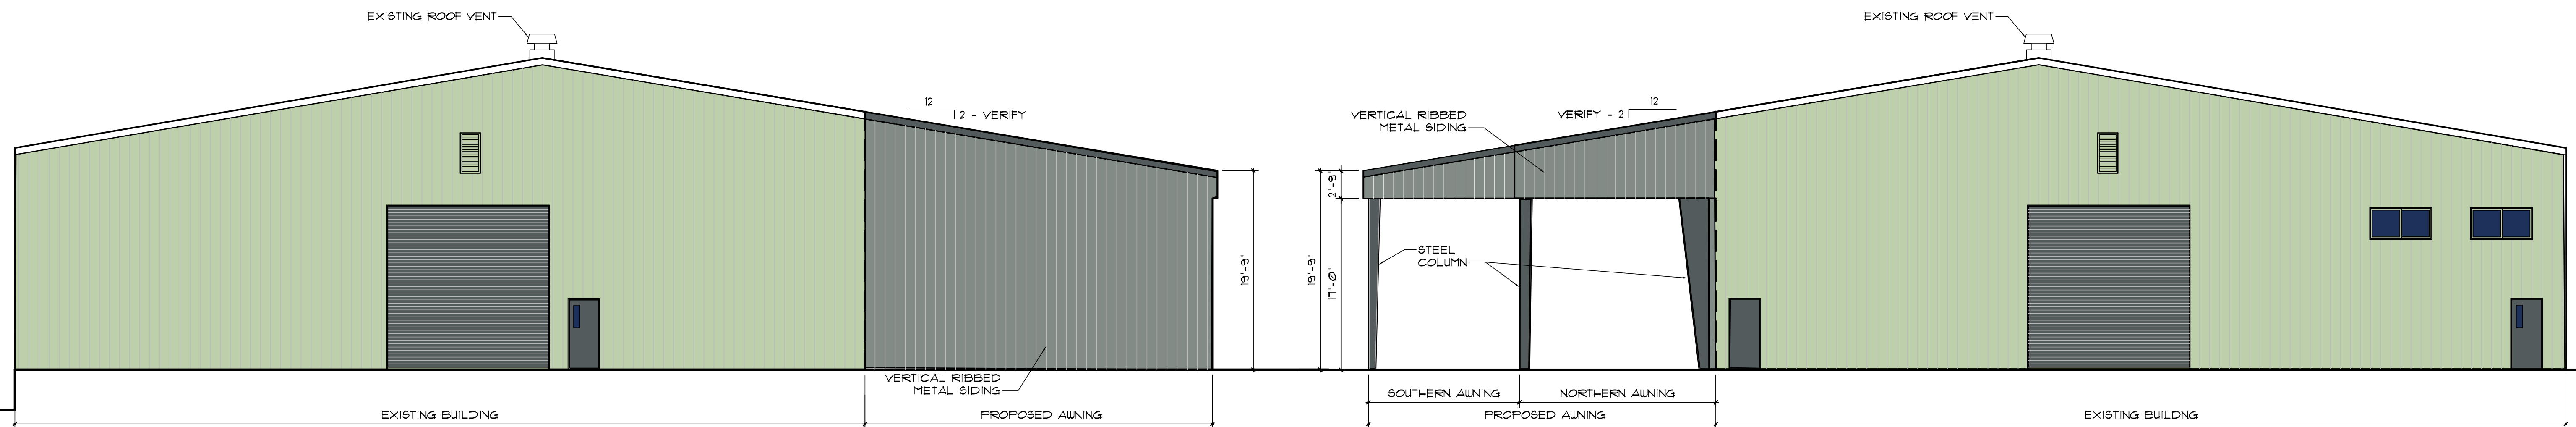 EXISTING ROOF VENT
12
2 - VERIFY
19'-9"
VERTICAL RIBBED
METAL SIDING
EXISTING BUILDING
PROPOSED AWNING
EXISTING ROOF VENT
12
VERIFY - 2
VERTICAL RIBBED
METAL SIDING
2'-9"
19'-9"
17'-0"
STEEL
COLUMN
SOUTHERN AWNING
NORTHERN AWNING
PROPOSED AWNING
EXISTING BUILDNG